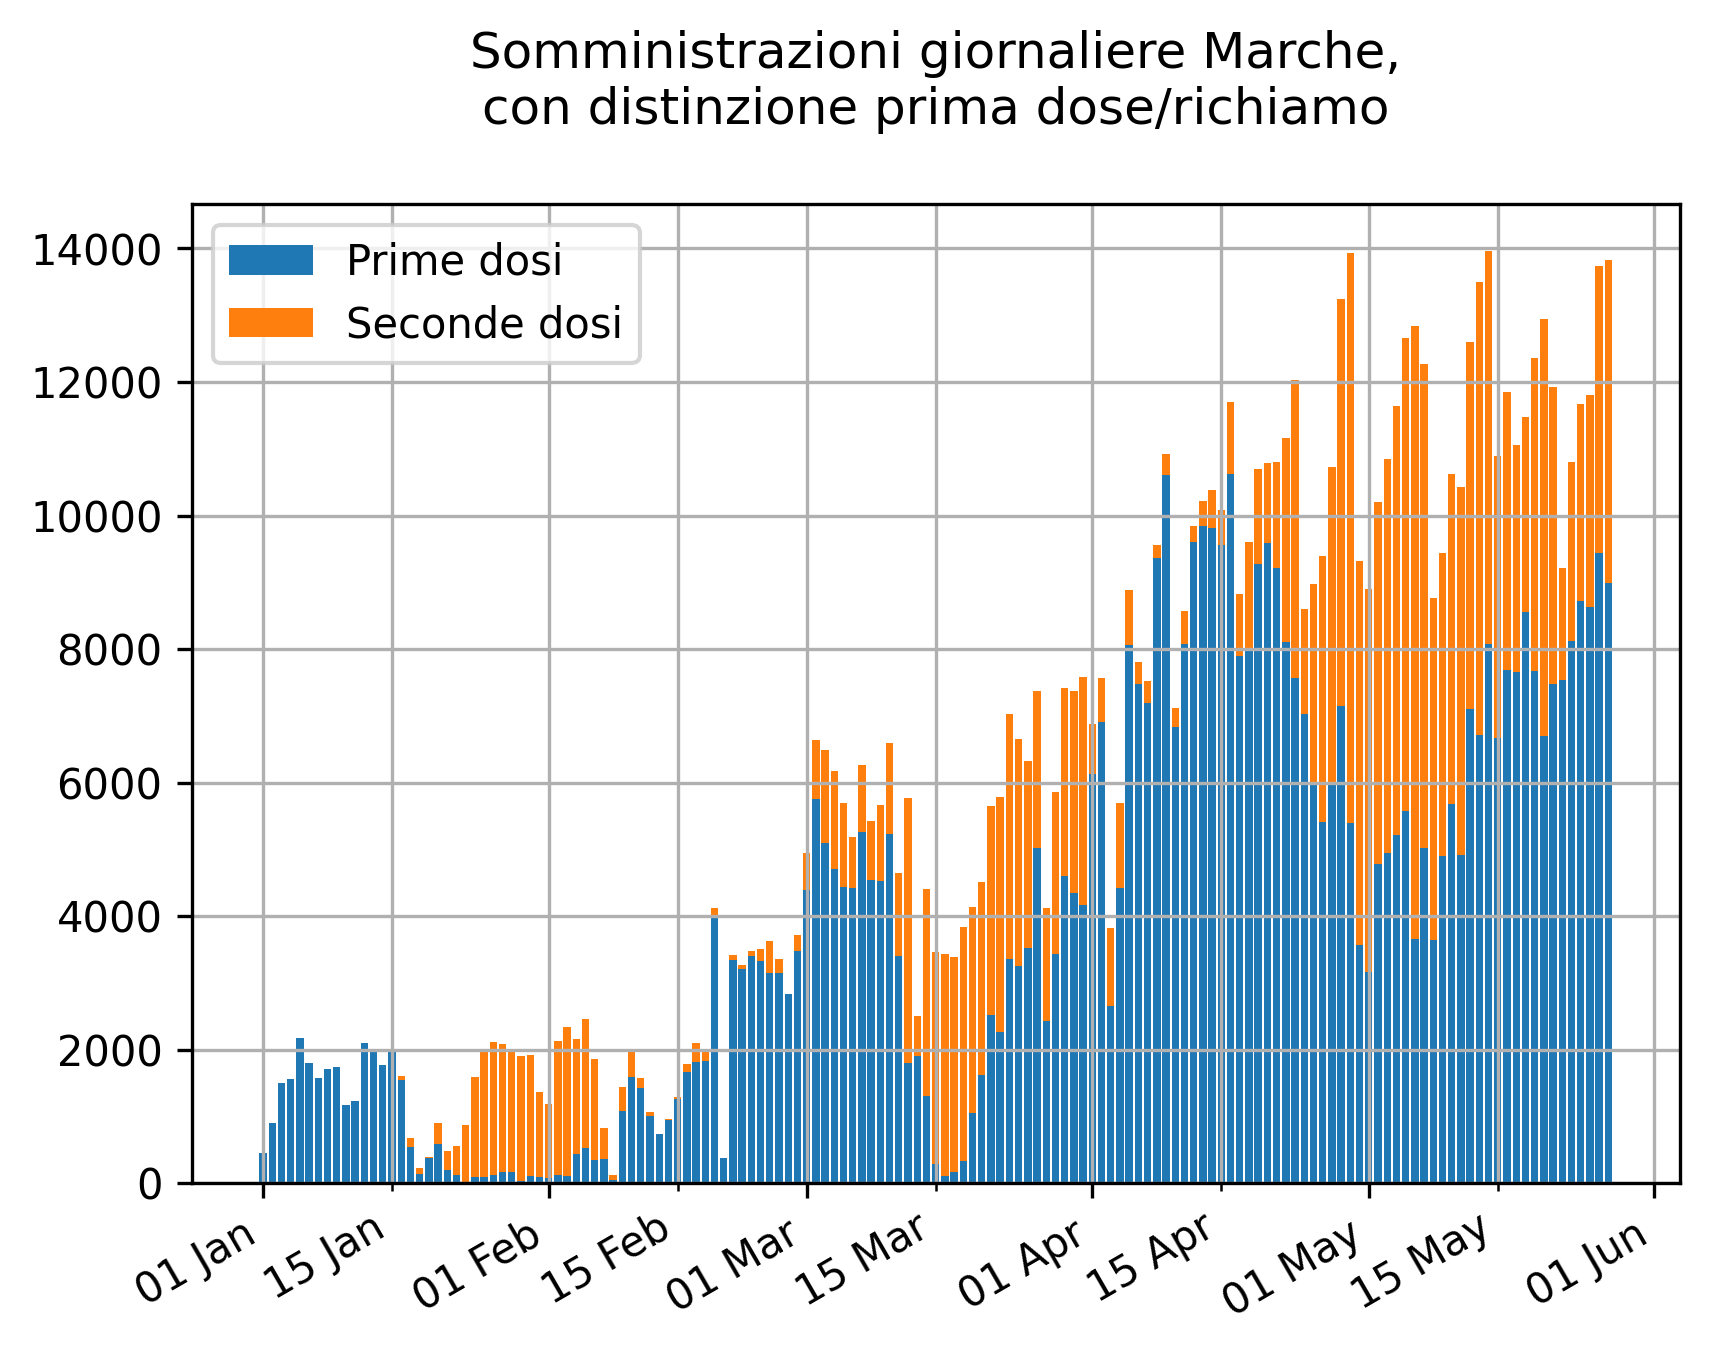 Somministrazioni giornaliere Marche,
con distinzione prima dose/richiamo
Prime dosi
Seconde dosi
14000
12000
10000
8000
6000
4000
2000
0
01 Jan
15 Jan
01 Feb
15 Feb
01 Mar
15 Mar
01 Apr
15 Apr
01 May
15 May
01 Jun